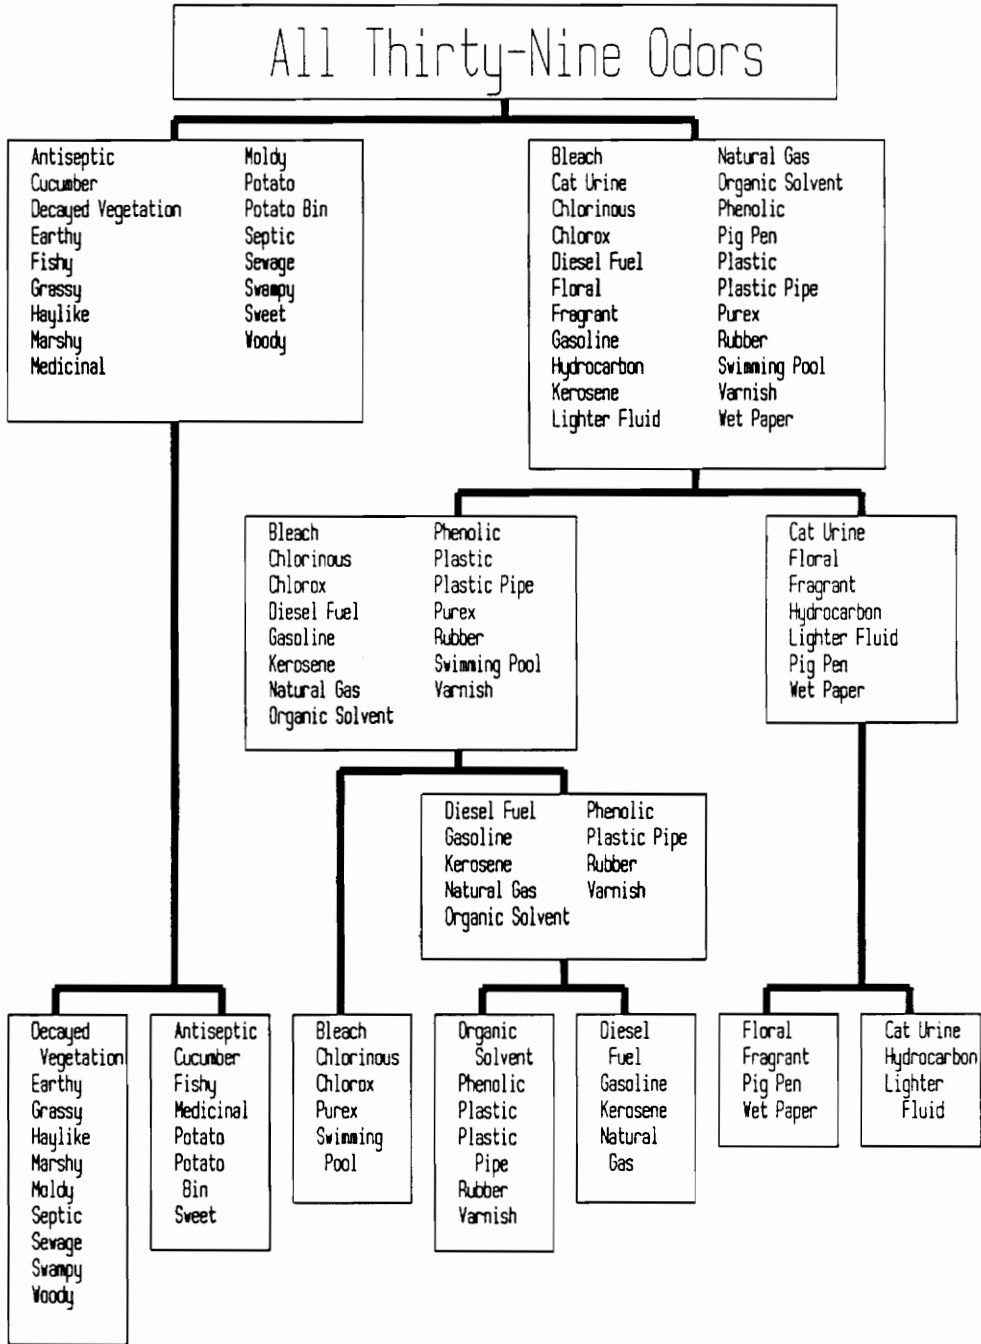 All Thirty-Nine Odors
Antiseptic
Cucumber
Decayed Vegetation
Earthy
Fishy
Grassy
Haylike
Marshy
Medicinal
Moldy
Potato
Potato Bin
Septic
Sewage
Swampy
Sweet
Woody
Bleach
Cat Urine
Chlorinous
Chlorox
Diesel Fuel
Floral
Fragrant
Gasoline
Hydrocarbon
Kerosene
Lighter Fluid
Natural Gas
Organic Solvent
Phenolic
Pig Pen
Plastic
Plastic Pipe
Purex
Rubber
Swimming Pool
Varnish
Wet Paper
Bleach
Chlorinous
Chlorox
Diesel Fuel
Gasoline
Kerosene
Natural Gas
Organic Solvent
Phenolic
Plastic
Plastic Pipe
Purex
Rubber
Swimming Pool
Varnish
Cat Urine
Floral
Fragrant
Hydrocarbon
Lighter Fluid
Pig Pen
Wet Paper
Diesel Fuel
Gasoline
Kerosene
Natural Gas
Organic Solvent
Phenolic
Plastic Pipe
Rubber
Varnish
Decayed
Vegetation
Earthy
Grassy
Haylike
Marshy
Moldy
Septic
Sewage
Swampy
Woody
Antiseptic
Cucumber
Fishy
Medicinal
Potato
Potato
Bin
Sweet
Bleach
Chlorinous
Chlorox
Purex
Swimming
Pool
Organic
Solvent
Phenolic
Plastic
Plastic
Pipe
Rubber
Varnish
Diesel
Fuel
Gasoline
Kerosene
Natural
Gas
Floral
Fragrant
Pig Pen
Wet Paper
Cat Urine
Hydrocarbon
Lighter
Fluid